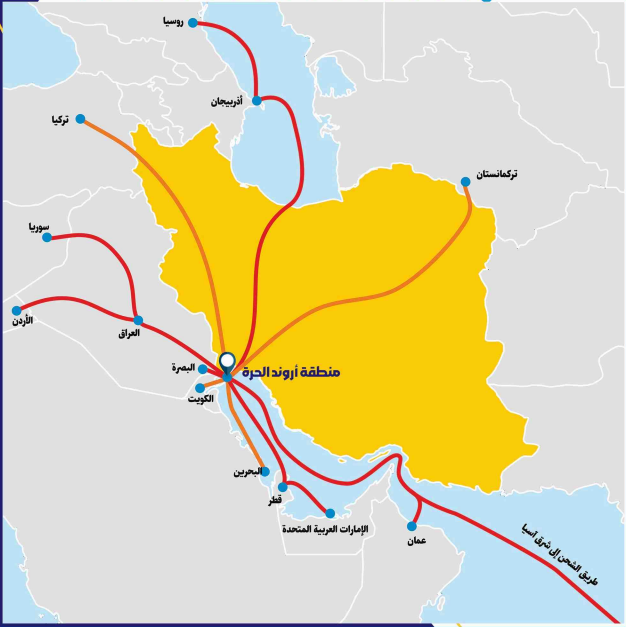 روسيا
أذربيجان
تركيا
تركمانستان
سوريا
الأردن
العراق
البصرة
منطقة أروند الحرة
الكويت
البحرين
قطر
الإمارات العربية المتحدة
عمان
طريق الشحن إلى شرق آسيا